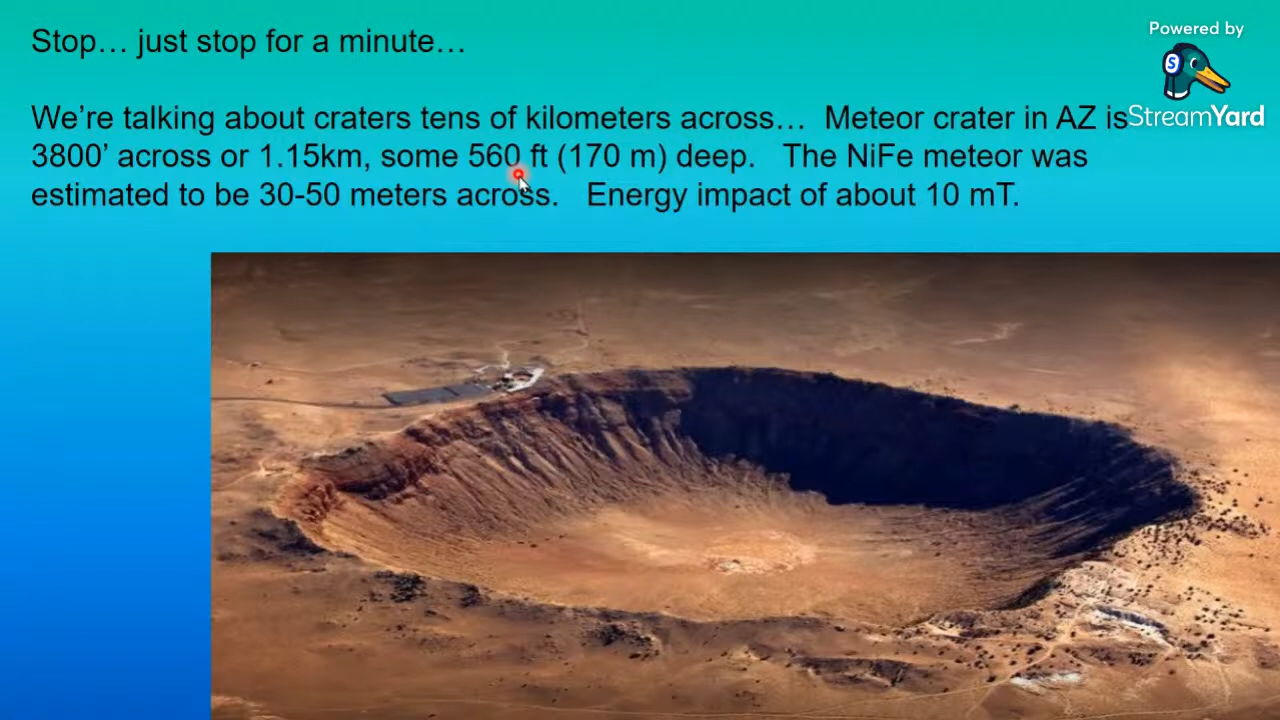 Stop… just stop for a minute…
Powered by
S
StreamYard
We’re talking about craters tens of kilometers across…   Meteor crater in AZ is
3800’ across or 1.15km, some 560 ft (170 m) deep.    The NiFe meteor was
estimated to be 30-50 meters across.    Energy impact of about 10 mT.